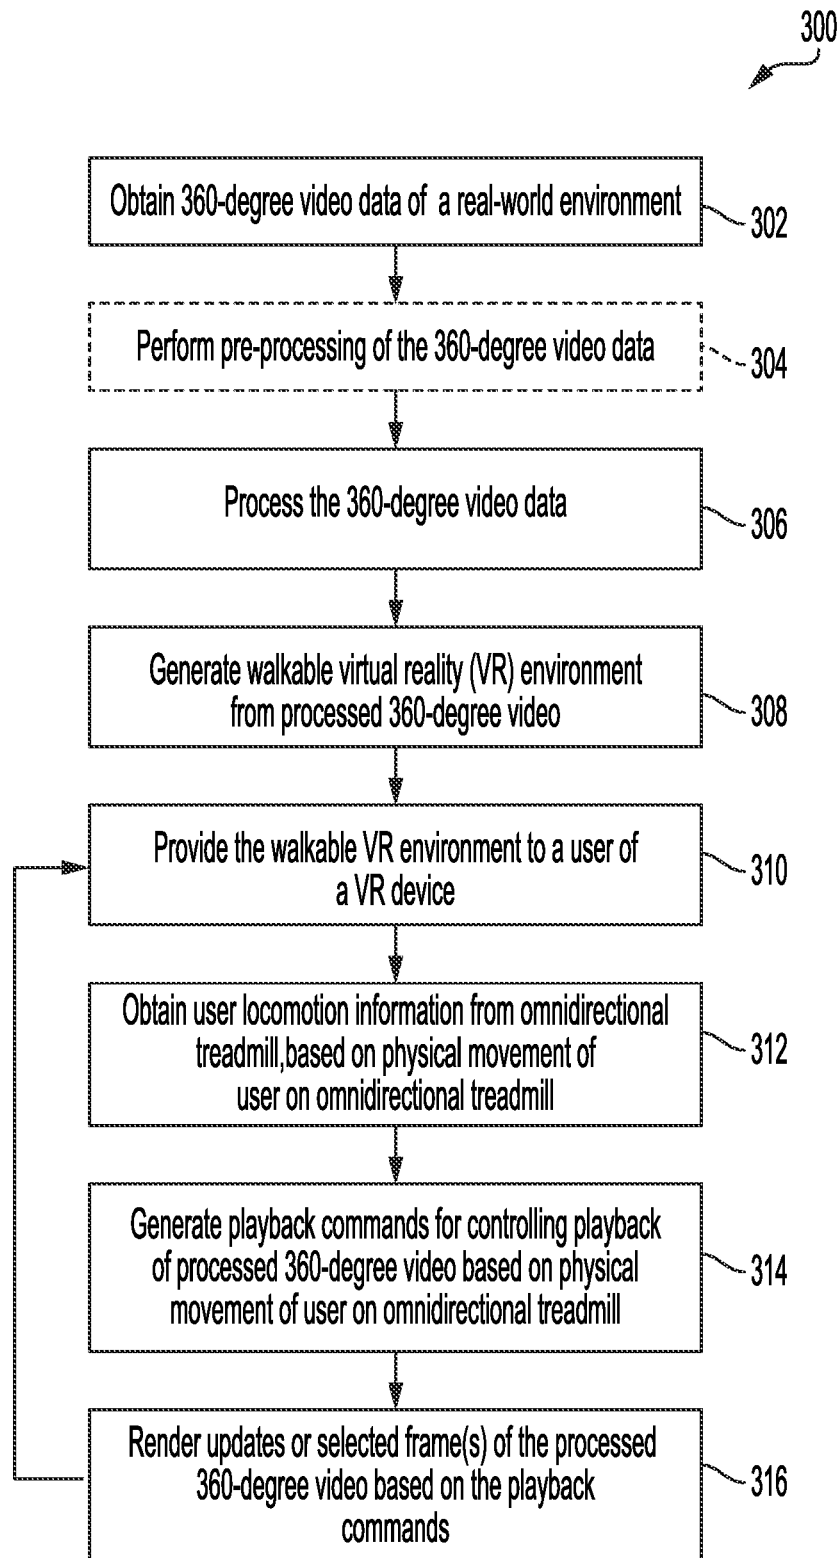 300
Obtain 360-degree video data of a real-world environment
302
Perform pre-processing of the 360-degree video data
304
Process the 360-degree video data
306
Generate walkable virtual reality (VR) environment
from processed 360-degree video
308
Provide the walkable VR environment to a user of
a VR device
310
Obtain user locomotion information from omnidirectional
treadmill,based on physical movement of
user on omnidirectional treadmill
312
Generate playback commands for controlling playback
of processed 360-degree video based on physical
movement of user on omnidirectional treadmill
314
Render updates or selected frame(s) of the processed
360-degree video based on the playback
commands
316